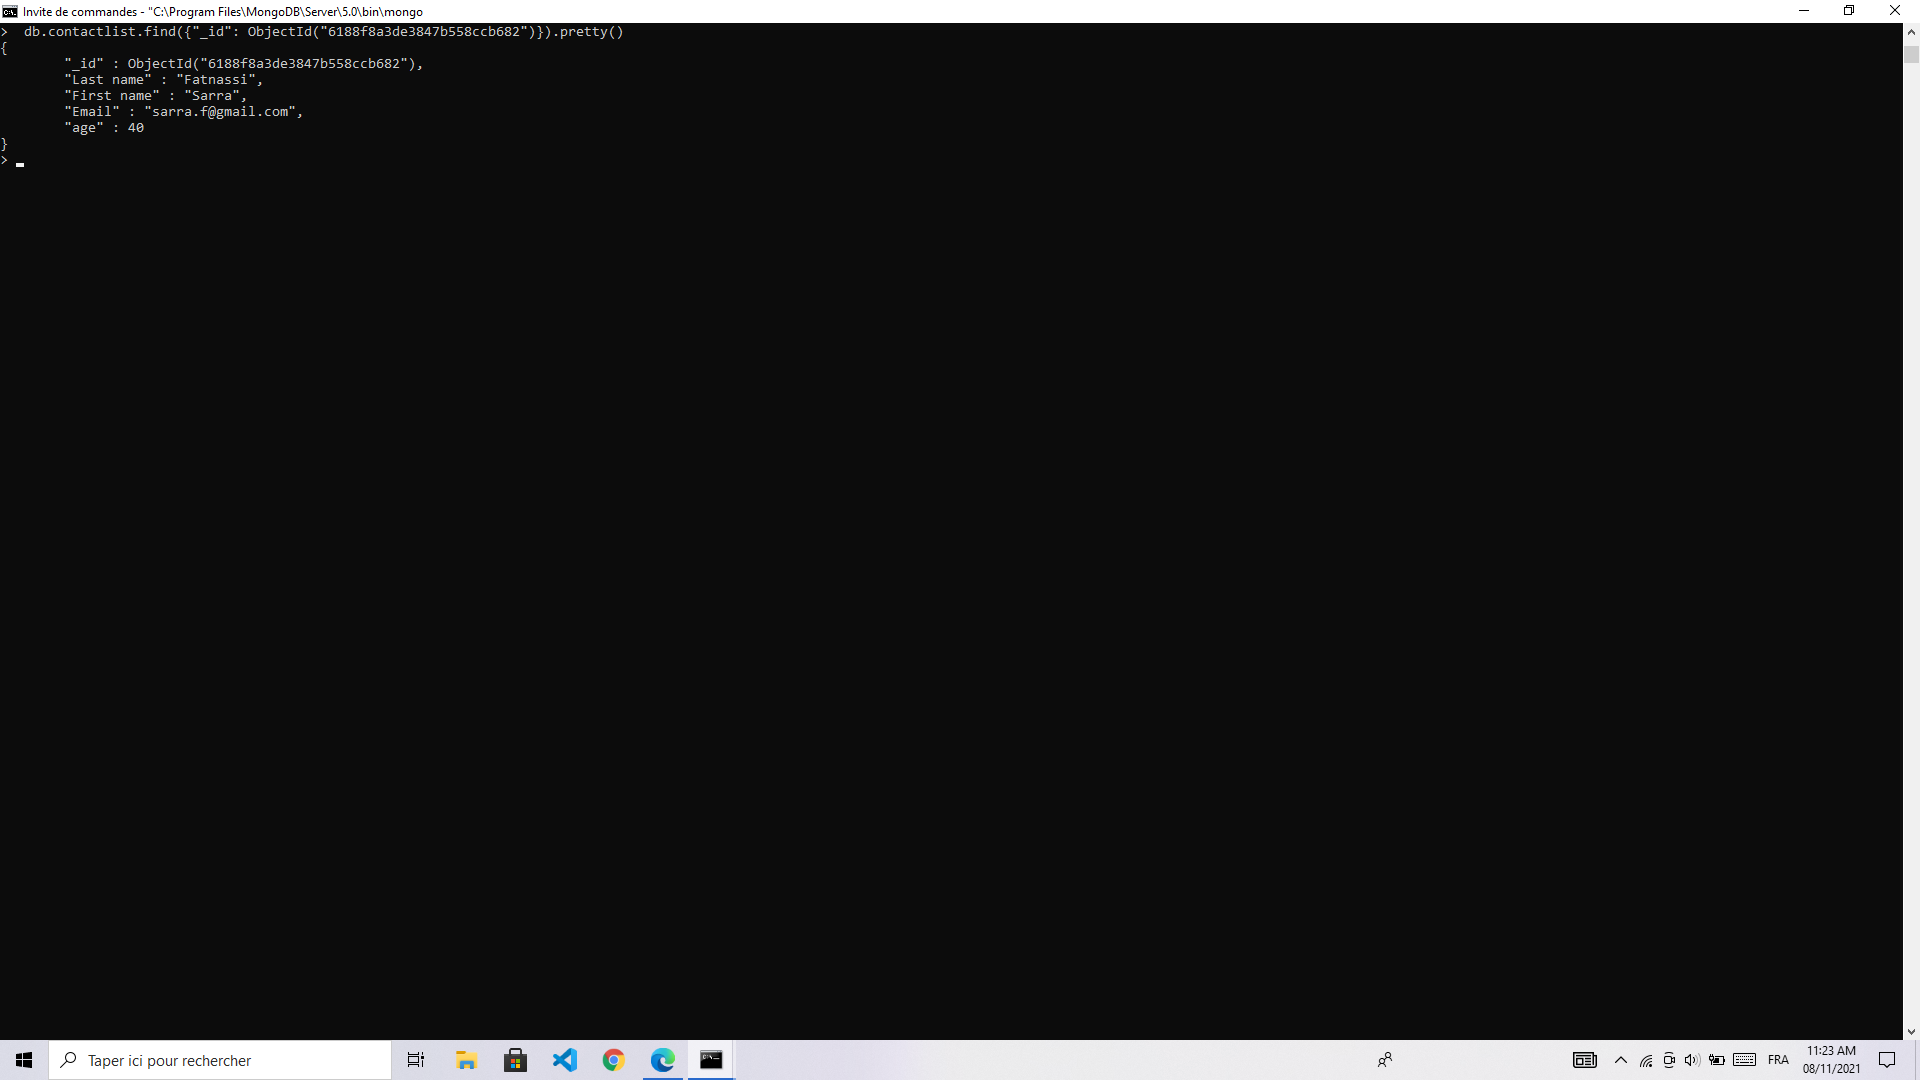 Invite de commandes - "C:\Program Files\MongoDB\Server\5.0\bin\mongo
>  db.contactlist.find({"_id": ObjectId("6188f8a3de3847b558ccb682")}).pretty()
{
        "_id" : ObjectId("6188f8a3de3847b558ccb682"),
        "Last name" : "Fatnassi",
        "First name" : "Sarra",
        "Email" : "sarra.f@gmail.com",
        "age" : 40
}
>
Taper ici pour rechercher
FRA
11:23 AM
08/11/2021